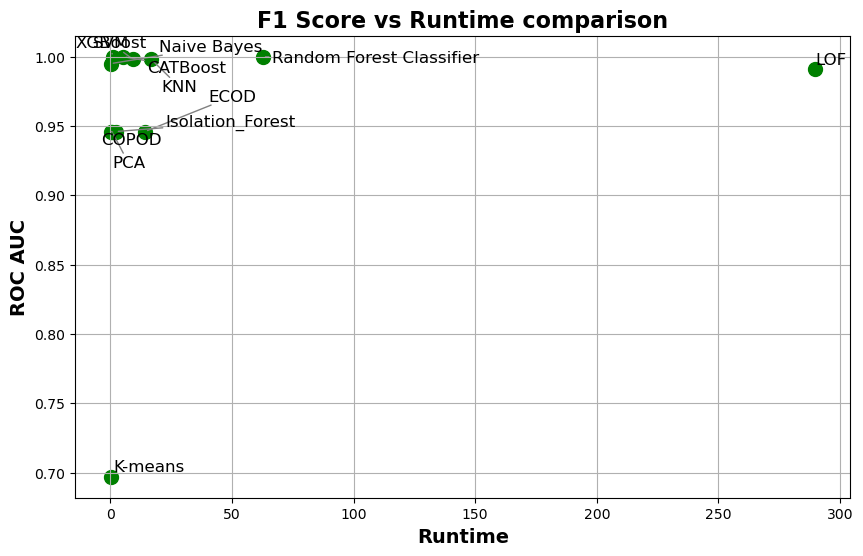 F1 Score vs Runtime comparison
XGBoost
SVM
Naive Bayes
Random Forest Classifier
LOF
CATBoost
KNN
ECOD
Isolation_Forest
COPOD
PCA
K-means
ROC AUC
1.00
0.95
0.90
0.85
0.80
0.75
0.70
0
50
100
150
200
250
300
Runtime